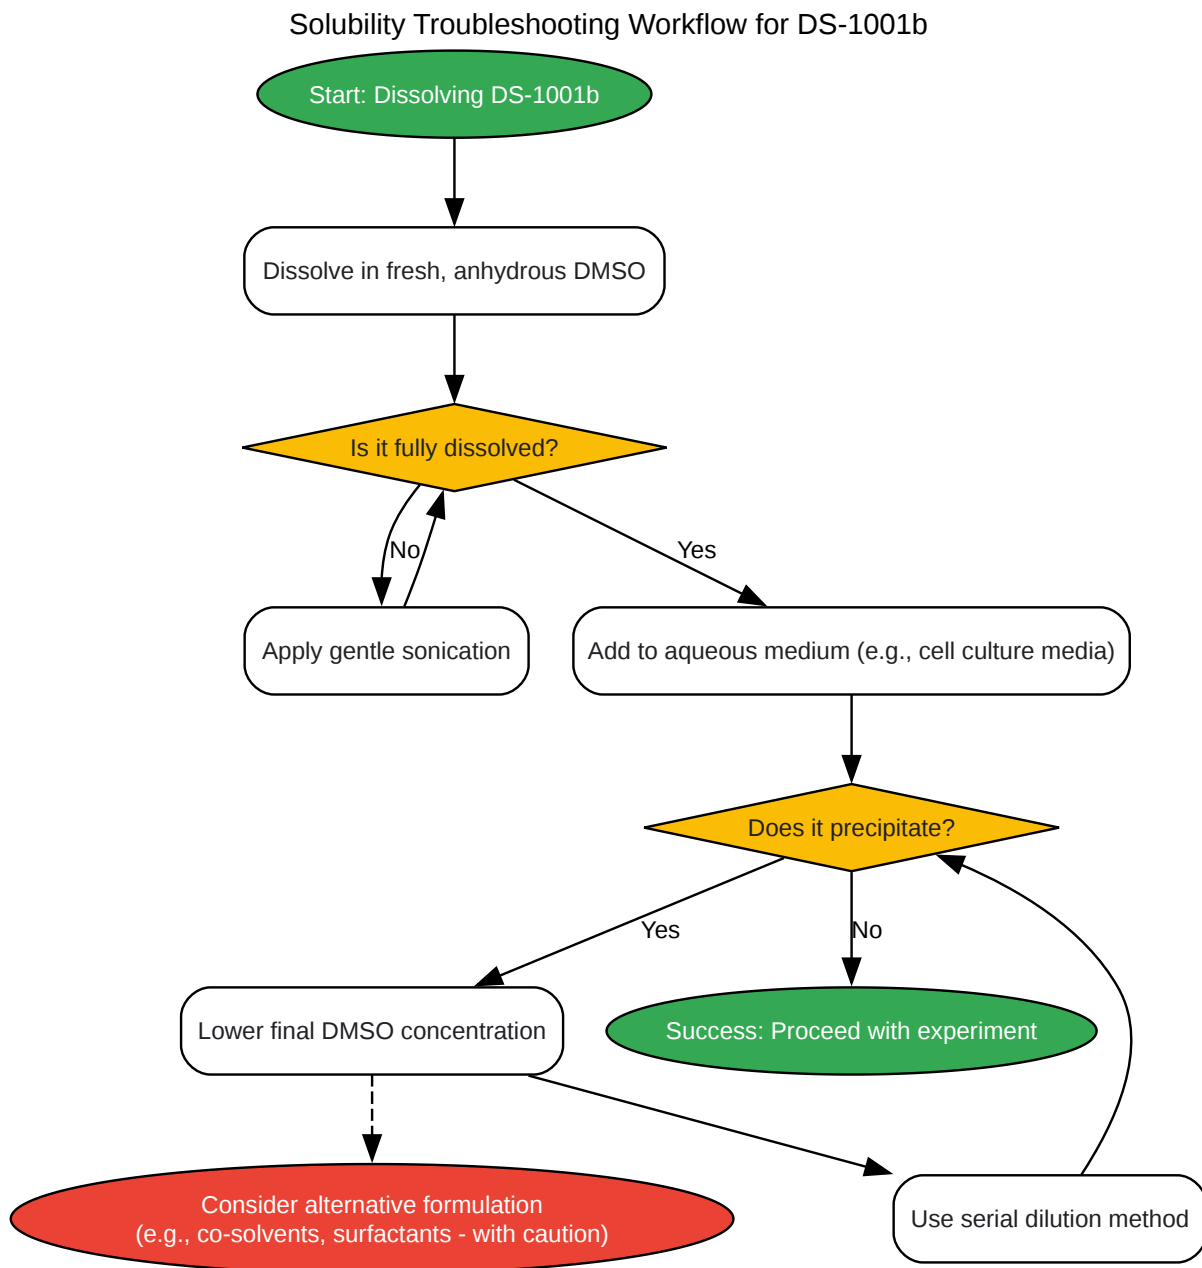 Solubility Troubleshooting Workflow for DS-1001b
Start: Dissolving DS-1001b
Dissolve in fresh, anhydrous DMSO
Is it fully dissolved?
No
Yes
Apply gentle sonication
Add to aqueous medium (e.g., cell culture media)
Does it precipitate?
Yes
No
Lower final DMSO concentration
Success: Proceed with experiment
Consider alternative formulation
(e.g., co-solvents, surfactants - with caution)
Use serial dilution method